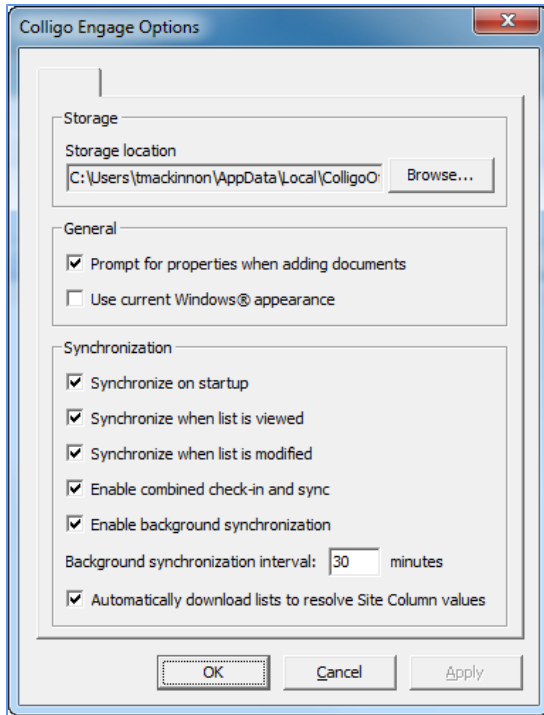 Colligo Engage Options
Storage
Storage location
C:\Users\tmackinnon\AppData\Local\ColligoO
Browse...
General
Prompt for properties when adding documents
Use current Windows® appearance
Synchronization
Synchronize on startup
Synchronize when list is viewed
Synchronize when list is modified
Enable combined check-in and sync
Enable background synchronization
Background synchronization interval: 30 minutes
Automatically download lists to resolve Site Column values
OK Cancel Apply